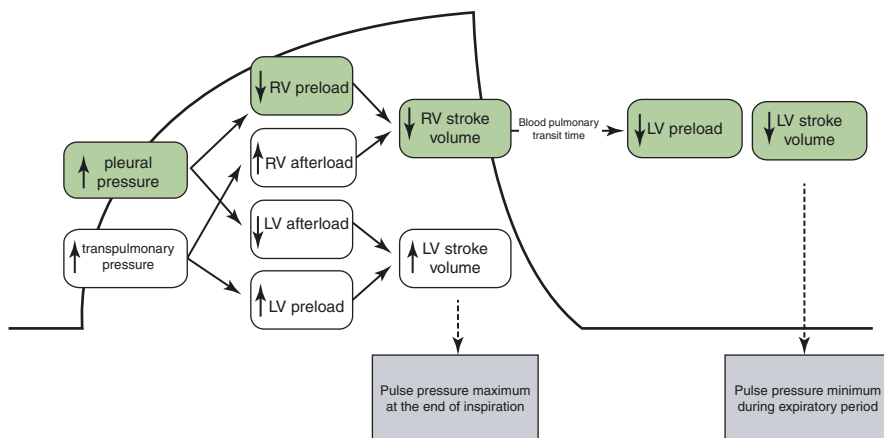 pleural
pressure
transpulmonary
pressure
RV preload
RV afterload
LV afterload
LV preload
RV stroke
volume
LV stroke
volume
Blood pulmonary
transit time
LV preload
LV stroke
volume
Pulse pressure maximum
at the end of inspiration
Pulse pressure minimum
during expiratory period